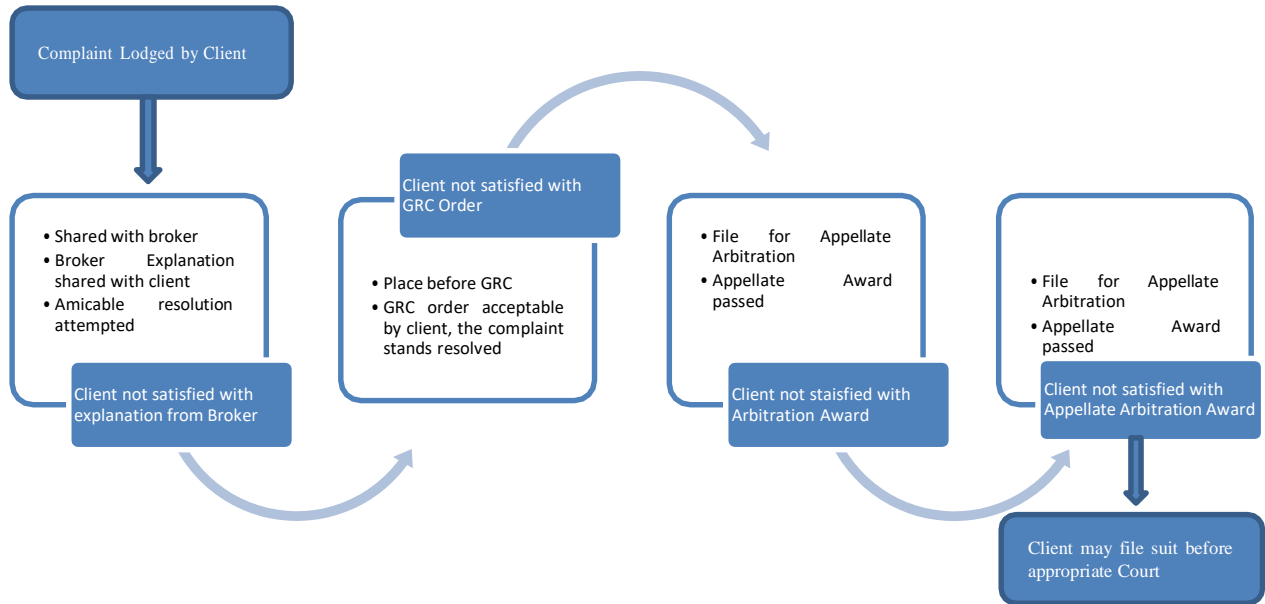 Complaint Lodged by Client
• Shared with broker
• Broker Explanation
shared with client
• Amicable resolution
attempted
Client not satisfied with
explanation from Broker
Client not satisfied with
GRC Order
• Place before GRC
• GRC order acceptable
by client, the complaint
stands resolved
• File for Appellate
Arbitration
• Appellate Award
passed
Client not staisfied with
Arbitration Award
• File for Appellate
Arbitration
• Appellate Award
passed
Client not satisfied with
Appellate Arbitration Award
Client may file suit before
appropriate Court